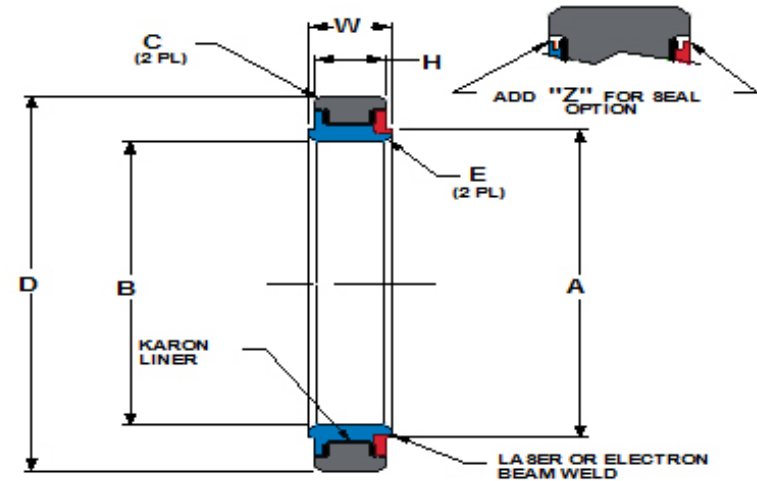 W
C
(2 PL)
H
ADD "Z" FOR SEAL
OPTION
E
(2 PL)
D
B
A
KARON
LINER
LASER OR ELECTRON
BEAM WELD